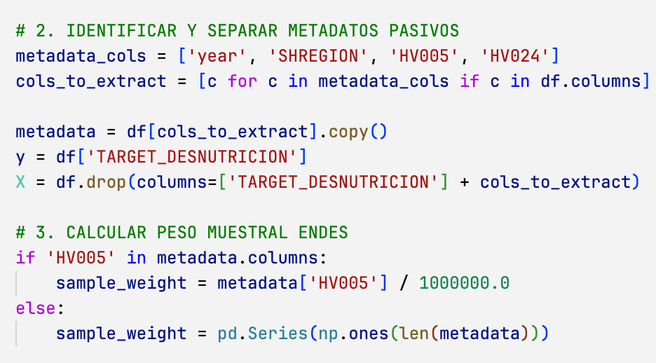 # 2. IDENTIFICAR Y SEPARAR METADATOS PASIVOS
metadata_cols = ['year', 'SHREGION', 'HV005', 'HV024']
cols_to_extract = [c for c in metadata_cols if c in df.columns]
metadata = df[cols_to_extract].copy()
y = df['TARGET_DESNUTRICION']
X = df.drop(columns=['TARGET_DESNUTRICION'] + cols_to_extract)
# 3. CALCULAR PESO MUESTRAL ENDES
if 'HV005' in metadata.columns:
    sample_weight = metadata['HV005'] / 1000000.0
else:
    sample_weight = pd.Series(np.ones(len(metadata)))